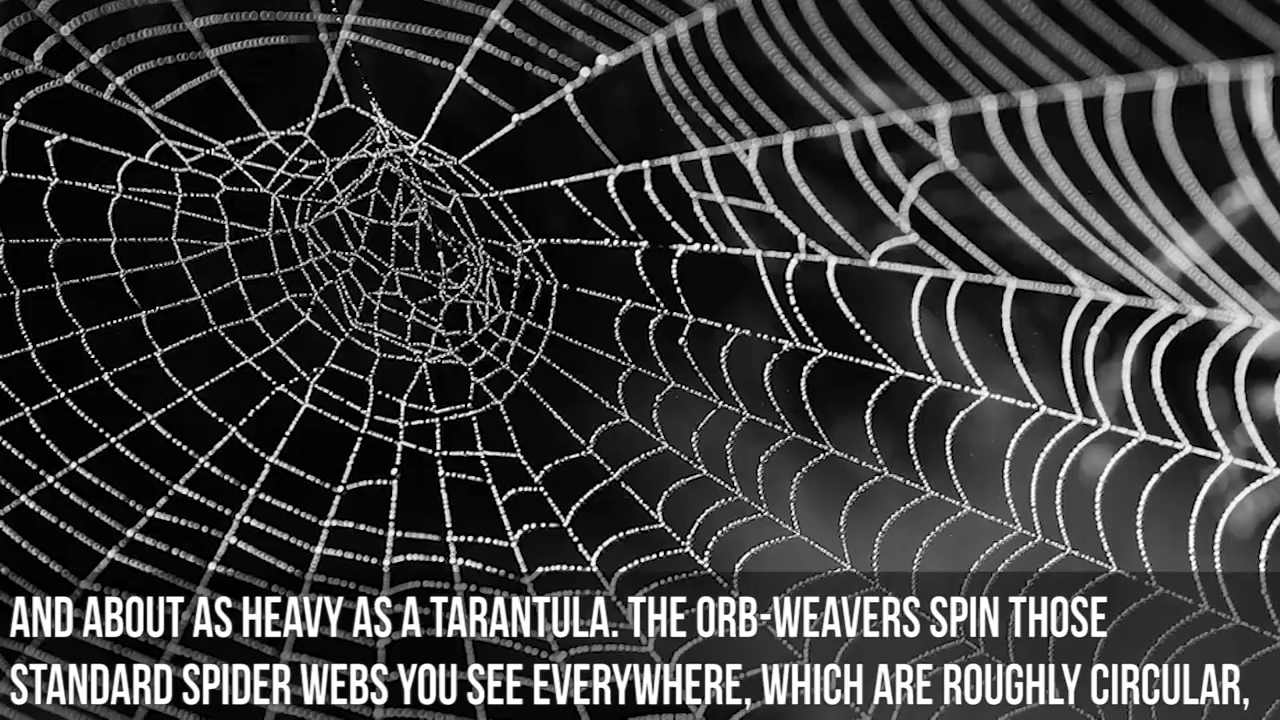 AND ABOUT AS HEAVY AS A TARANTULA. THE ORB-WEAVERS SPIN THOSE
STANDARD SPIDER WEBS YOU SEE EVERYWHERE, WHICH ARE ROUGHLY CIRCULAR,